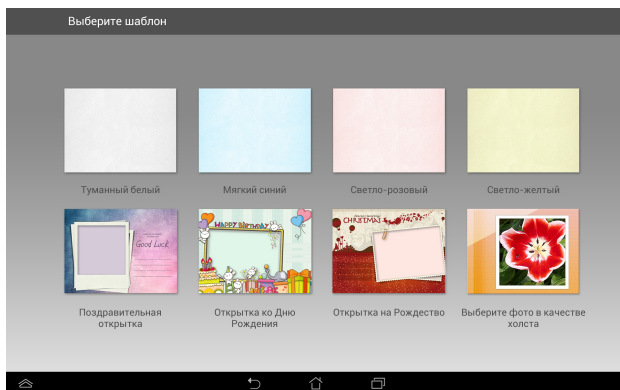 Выберите шаблон
Туманный белый
Мягкий синий
Светло-розовый
Светло-желтый
Good Luck
HAPPY BIRTHDAY
CHRISTMAS
Поздравительная
открытка
Открытка ко Дню
Рождения
Открытка на Рождество
Выберите фото в качестве
холста